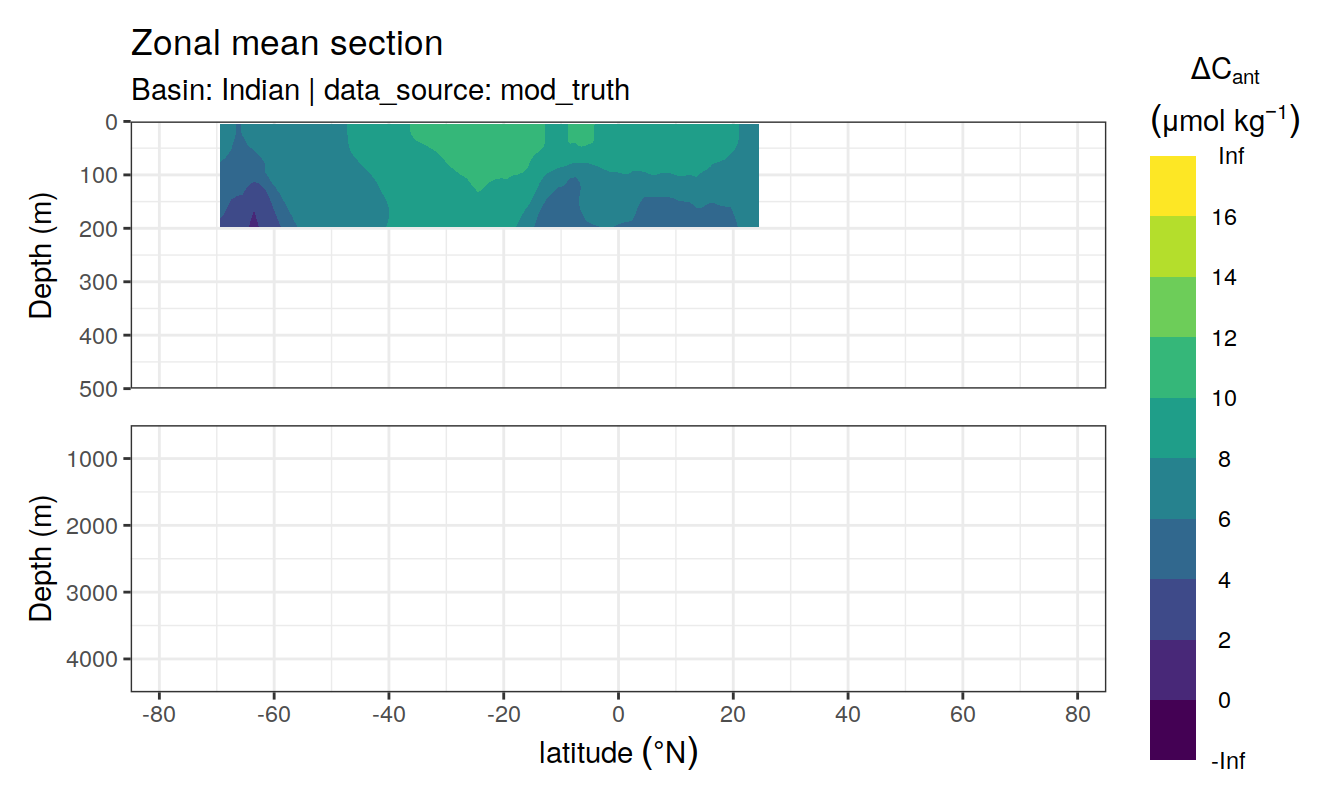 Zonal mean section
Basin: Indian | data_source: mod_truth
ΔC_ant
(μmol kg⁻¹)
Inf
16
14
12
10
8
6
4
2
0
-Inf
Depth (m)
0
100
200
300
400
500
Depth (m)
1000
2000
3000
4000
-80 -60 -40 -20 0 20 40 60 80
latitude (°N)